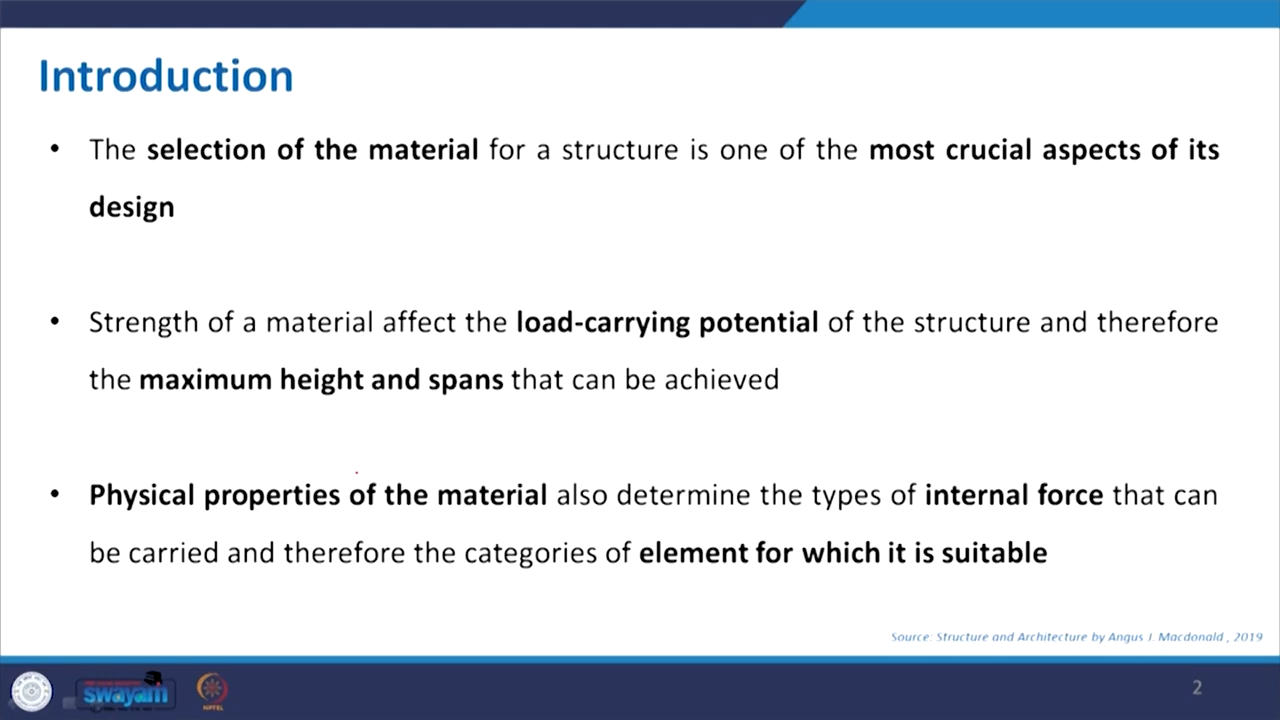 Introduction
• The selection of the material for a structure is one of the most crucial aspects of its
design
• Strength of a material affect the load-carrying potential of the structure and therefore
the maximum height and spans that can be achieved
• Physical properties of the material also determine the types of internal force that can
be carried and therefore the categories of element for which it is suitable
Source: Structure and Architecture by Angus J. Macdonald , 2019
swayam
NPTEL
2